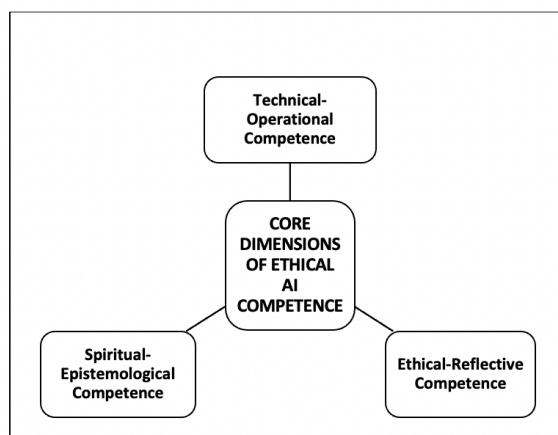 Technical-
Operational
Competence
CORE
DIMENSIONS
OF ETHICAL
AI
COMPETENCE
Spiritual-
Epistemological
Competence
Ethical-Reflective
Competence